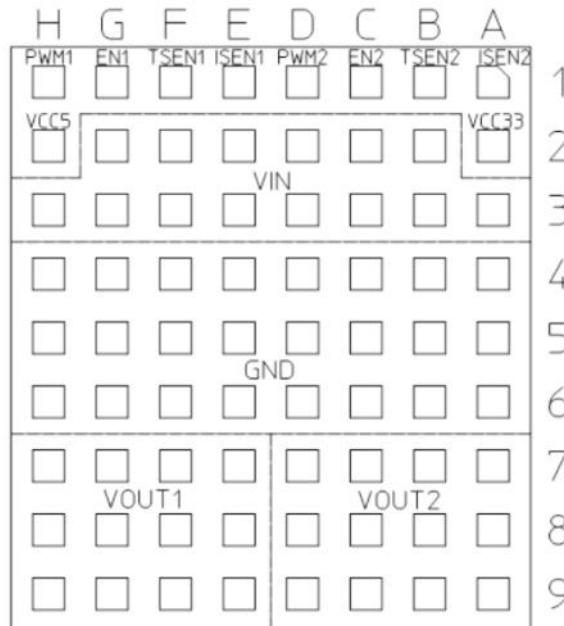 H G F E D C B A
PWM1 EN1 TSEN1 ISEN1 PWM2 EN2 TSEN2 ISEN2
1
VCC5 VCC33
2
VIN
3
4
5
GND
6
7
VOUT1 VOUT2
8
9